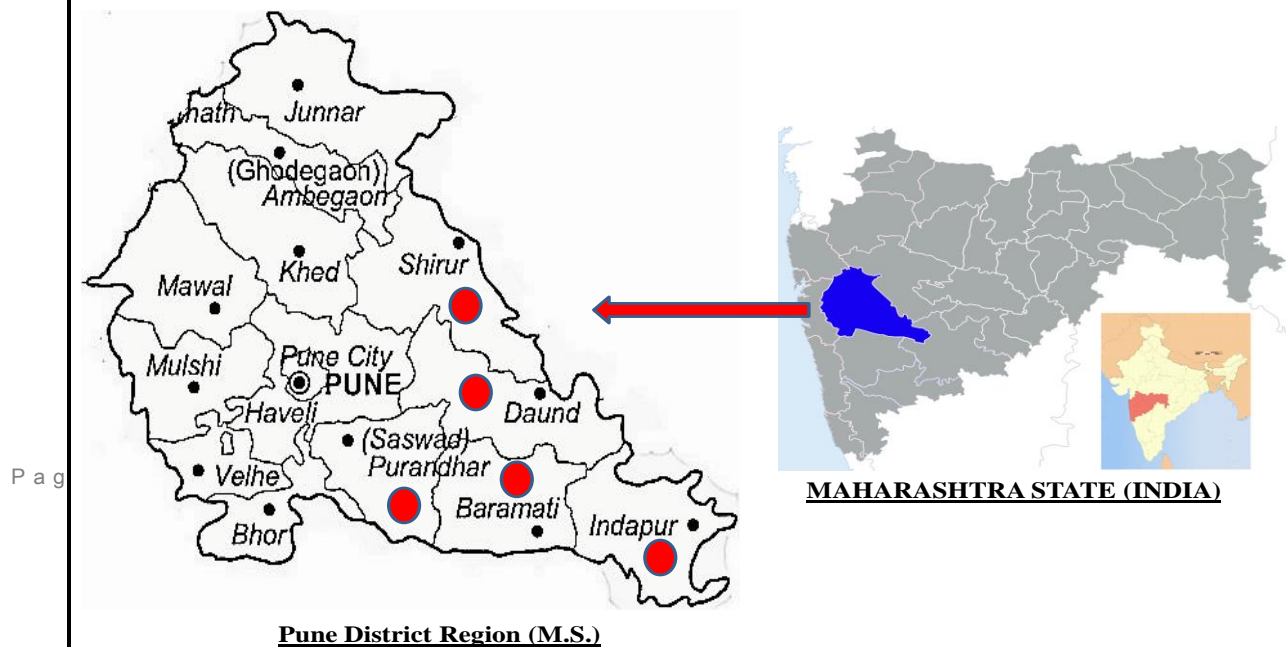 Junnar
(Ghodegaon)
Ambegaon
Shirur
Khed
Mawal
Mulshi
Pune City
PUNE
Haveli
Daund
(Saswad)
Purandhar
Velhe
Baramati
Indapur
Bhor
P a g
MAHARASHTRA STATE (INDIA)
Pune District Region (M.S.)